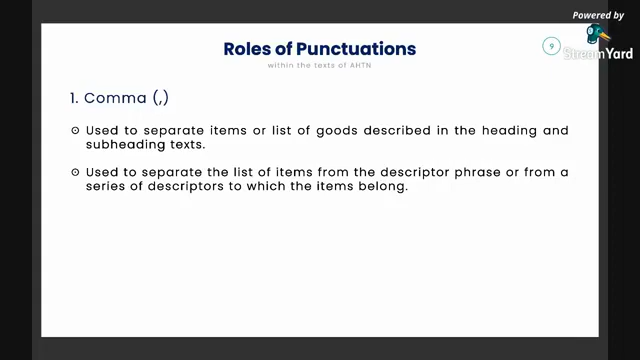 Powered by
StreamYard
9
Roles of Punctuations
within the texts of AHTN
1. Comma (,)
Used to separate items or list of goods described in the heading and
subheading texts.
Used to separate the list of items from the descriptor phrase or from a
series of descriptors to which the items belong.